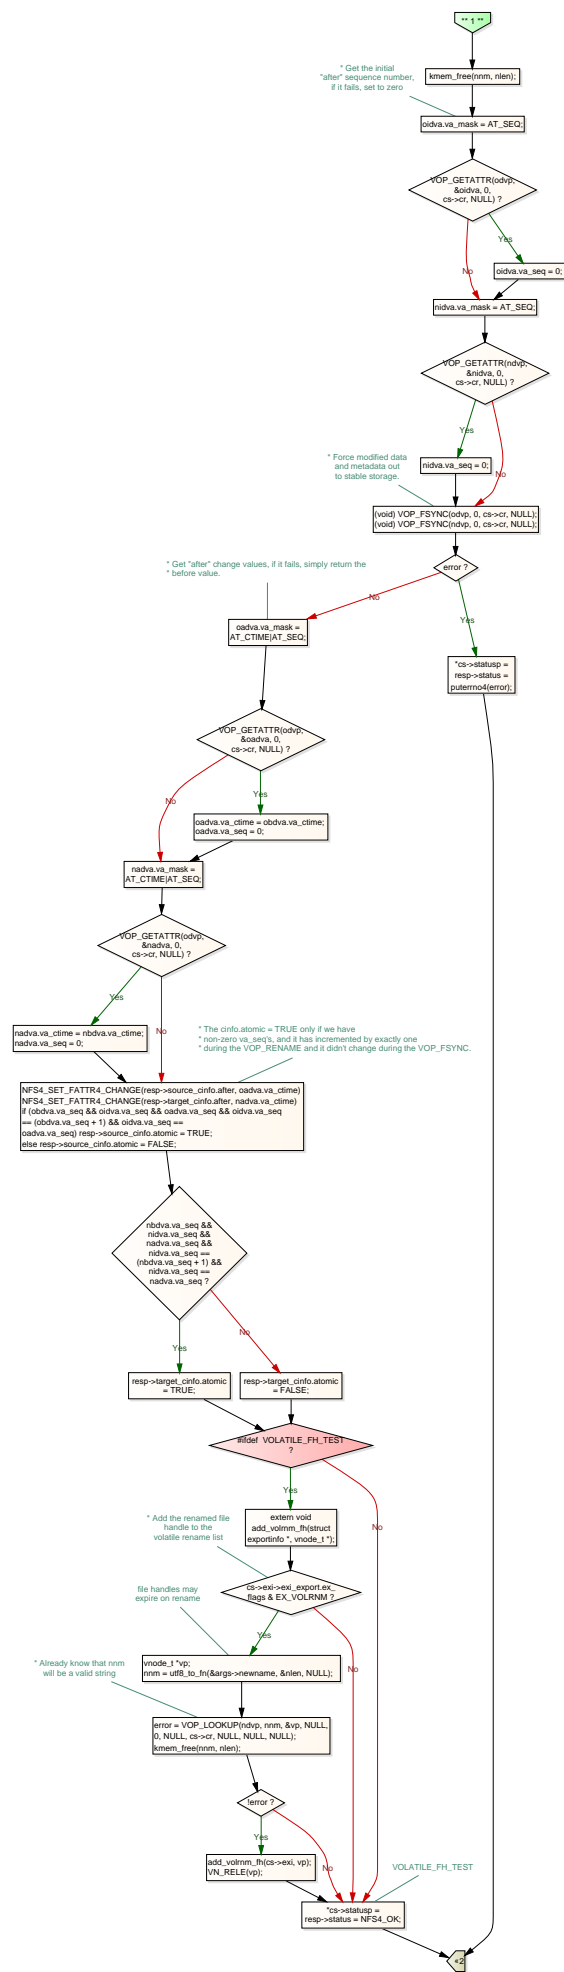 ** 1 **
kmem_free(nnm, nlen);
* Get the initial
"after" sequence number,
if it fails, set to zero
oidva.va_mask = AT_SEQ;
VOP_GETATTR(odvp,
&oidva, 0,
cs->cr, NULL) ?
Yes
No
oidva.va_seq = 0;
nidva.va_mask = AT_SEQ;
VOP_GETATTR(ndvp,
&nidva, 0,
cs->cr, NULL) ?
Yes
No
nidva.va_seq = 0;
* Force modified data
and metadata out
to stable storage.
(void) VOP_FSYNC(odvp, 0, cs->cr, NULL);
(void) VOP_FSYNC(ndvp, 0, cs->cr, NULL);
error ?
* Get "after" change values, if it fails, simply return the
* before value.
No
Yes
oadva.va_mask =
AT_CTIME|AT_SEQ;
*cs->statusp =
resp->status =
puterrno4(error);
VOP_GETATTR(odvp,
&oadva, 0,
cs->cr, NULL) ?
Yes
No
oadva.va_ctime = obdva.va_ctime;
oadva.va_seq = 0;
nadva.va_mask =
AT_CTIME|AT_SEQ;
VOP_GETATTR(odvp,
&nadva, 0,
cs->cr, NULL) ?
Yes
No
nadva.va_ctime = nbdva.va_ctime;
nadva.va_seq = 0;
* The cinfo.atomic = TRUE only if we have
* non-zero va_seq's, and it has incremented by exactly one
* during the VOP_RENAME and it didn't change during the VOP_FSYNC.
NFS4_SET_FATTR4_CHANGE(resp->source_cinfo.after, oadva.va_ctime)
NFS4_SET_FATTR4_CHANGE(resp->target_cinfo.after, nadva.va_ctime)
if (obdva.va_seq && oidva.va_seq && oadva.va_seq && oidva.va_seq
== (obdva.va_seq + 1) && oidva.va_seq ==
oadva.va_seq) resp->source_cinfo.atomic = TRUE;
else resp->source_cinfo.atomic = FALSE;
nbdva.va_seq &&
nidva.va_seq &&
nadva.va_seq &&
nidva.va_seq ==
(nbdva.va_seq + 1) &&
nidva.va_seq ==
nadva.va_seq ?
Yes
No
resp->target_cinfo.atomic
= TRUE;
resp->target_cinfo.atomic
= FALSE;
#ifdef VOLATILE_FH_TEST
?
Yes
No
* Add the renamed file
handle to the
volatile rename list
extern void
add_volrnm_fh(struct
exportinfo *, vnode_t *);
cs->exi->exi_export.ex_
flags & EX_VOLRNM ?
file handles may
expire on rename
Yes
No
* Already know that nnm
will be a valid string
vnode_t *vp;
nnm = utf8_to_fn(&args->newname, &nlen, NULL);
error = VOP_LOOKUP(ndvp, nnm, &vp, NULL,
0, NULL, cs->cr, NULL, NULL, NULL);
kmem_free(nnm, nlen);
!error ?
Yes
No
add_volrnm_fh(cs->exi, vp);
VN_RELE(vp);
VOLATILE_FH_TEST
*cs->statusp =
resp->status = NFS4_OK;
«2